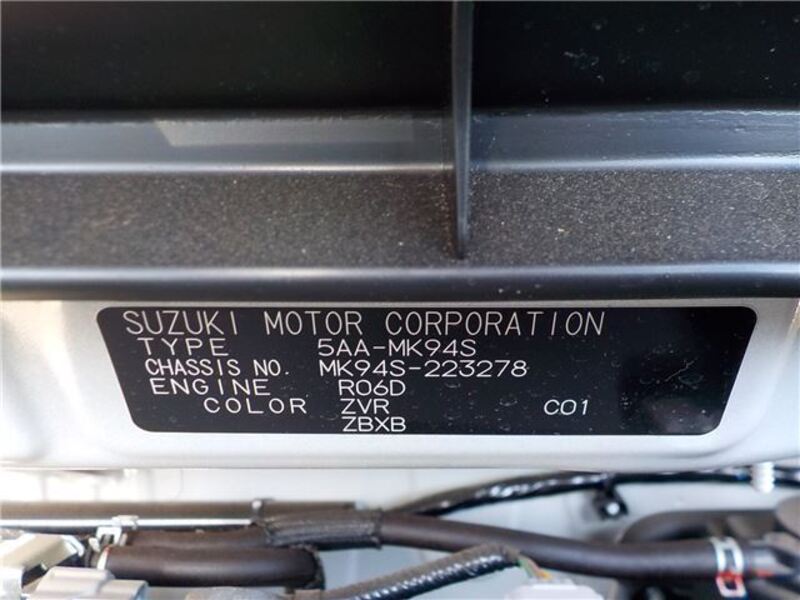 SUZUKI MOTOR CORPORATION
TYPE 5AA-MK94S
CHASSIS NO. MK94S-223278
ENGINE R06D
COLOR ZVR C01
ZBXB